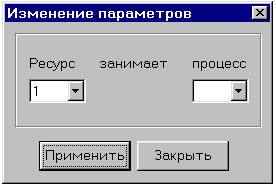 Изменение параметров
Ресурс занимает процесс
1
Применить Закрыть